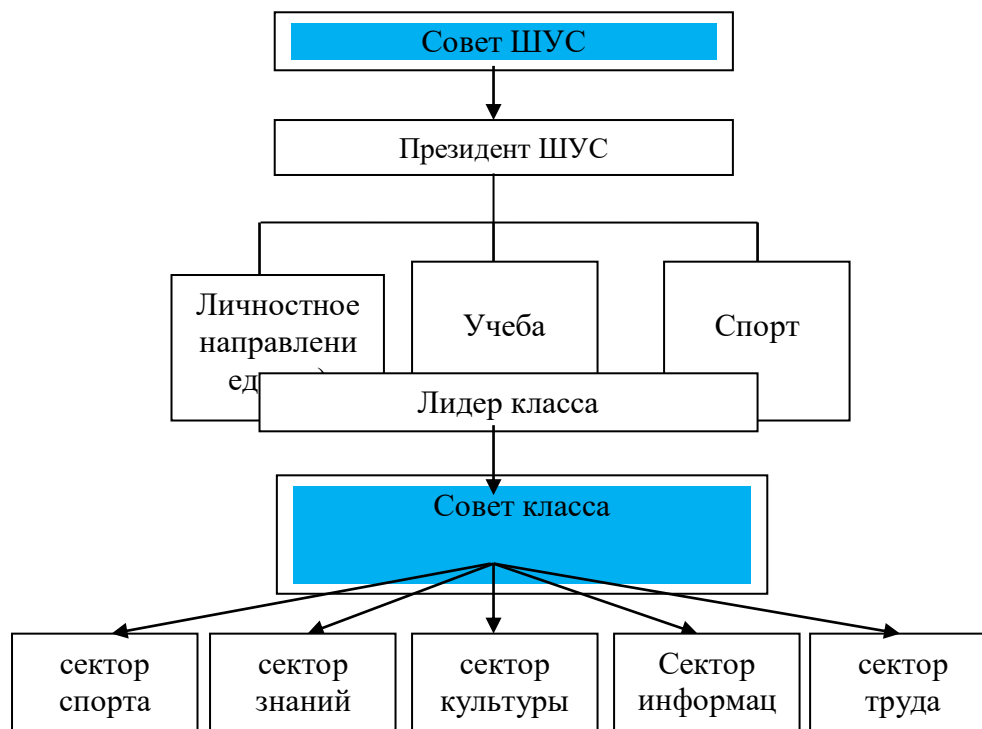 Совет ШУС
Президент ШУС
Личностное
направлени
Учеба
Спорт
Лидер класса
Совет класса
сектор
спорта
сектор
знаний
сектор
культуры
Сектор
информац
сектор
труда